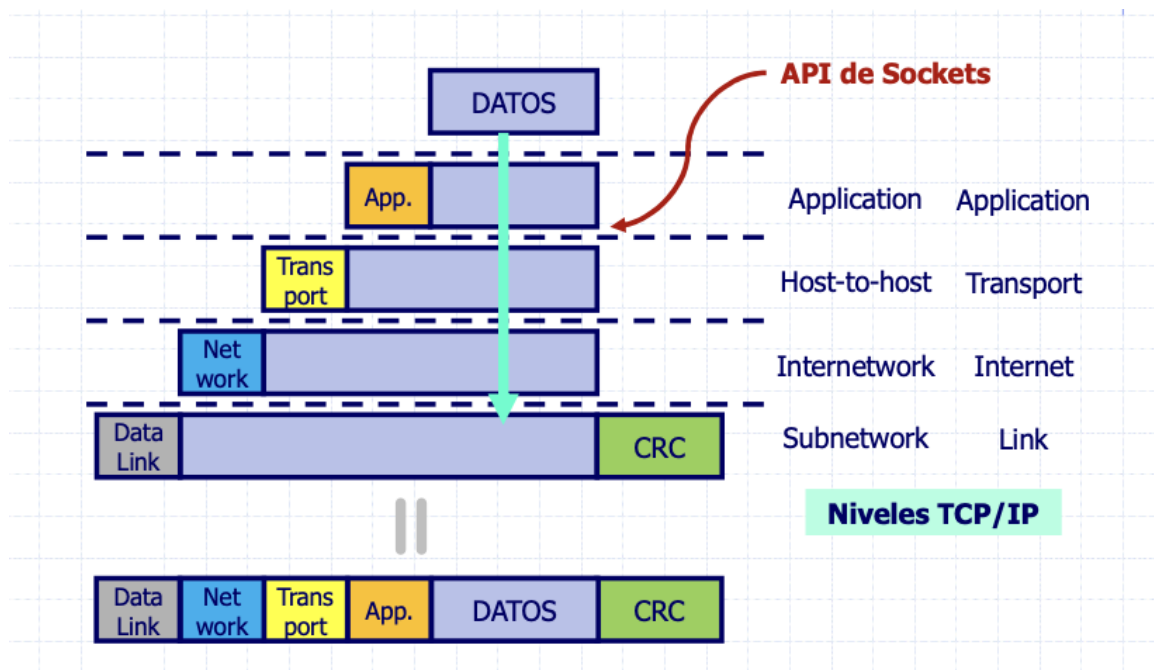 API de Sockets
DATOS
App.
Application Application
Trans
port
Host-to-host Transport
Net
work
Internetwork Internet
Data
Link
CRC
Subnetwork Link
Niveles TCP/IP
Data
Link
Net
work
Trans
port
App.
DATOS
CRC